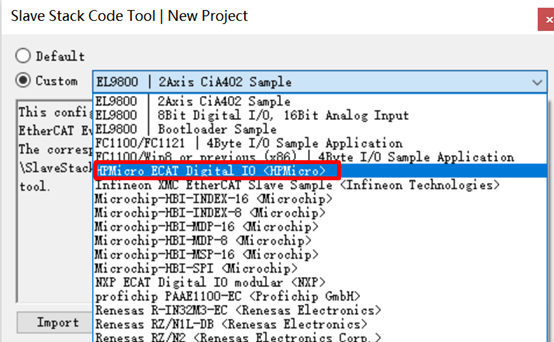 Slave Stack Code Tool | New Project
Default
Custom
EL9800 | 2Axis CiA402 Sample
EL9800 | 2Axis CiA402 Sample
EL9800 | 8Bit Digital I/O, 16Bit Analog Input
EL9800 | Bootloader Sample
FC1100/FC1121 | 4Byte I/O Sample Application
FC1100/Win8 or previous (x86) | 4Byte I/O Sample Application
HPMicro ECAT Digital IO <HPMicro>
Infineon XMC EtherCAT Slave Sample <Infineon Technologies>
Microchip-HBI-INDEX-16 <Microchip>
Microchip-HBI-INDEX-8 <Microchip>
Microchip-HBI-MDP-16 <Microchip>
Microchip-HBI-MDP-8 <Microchip>
Microchip-HBI-MSP-16 <Microchip>
Microchip-HBI-SPI <Microchip>
NXP ECAT Digital IO modular <NXP>
profichip PAAE1100-EC <Profichip GmbH>
Renesas R-IN32M3-EC <Renesas Electronics>
Renesas RZ/N1L-DB <Renesas Electronics>
Renesas RZ/N2 <Renesas Electronics Corp.>
This config
EtherCAT Ev
The corresp
\SlaveStack
tool.
Import